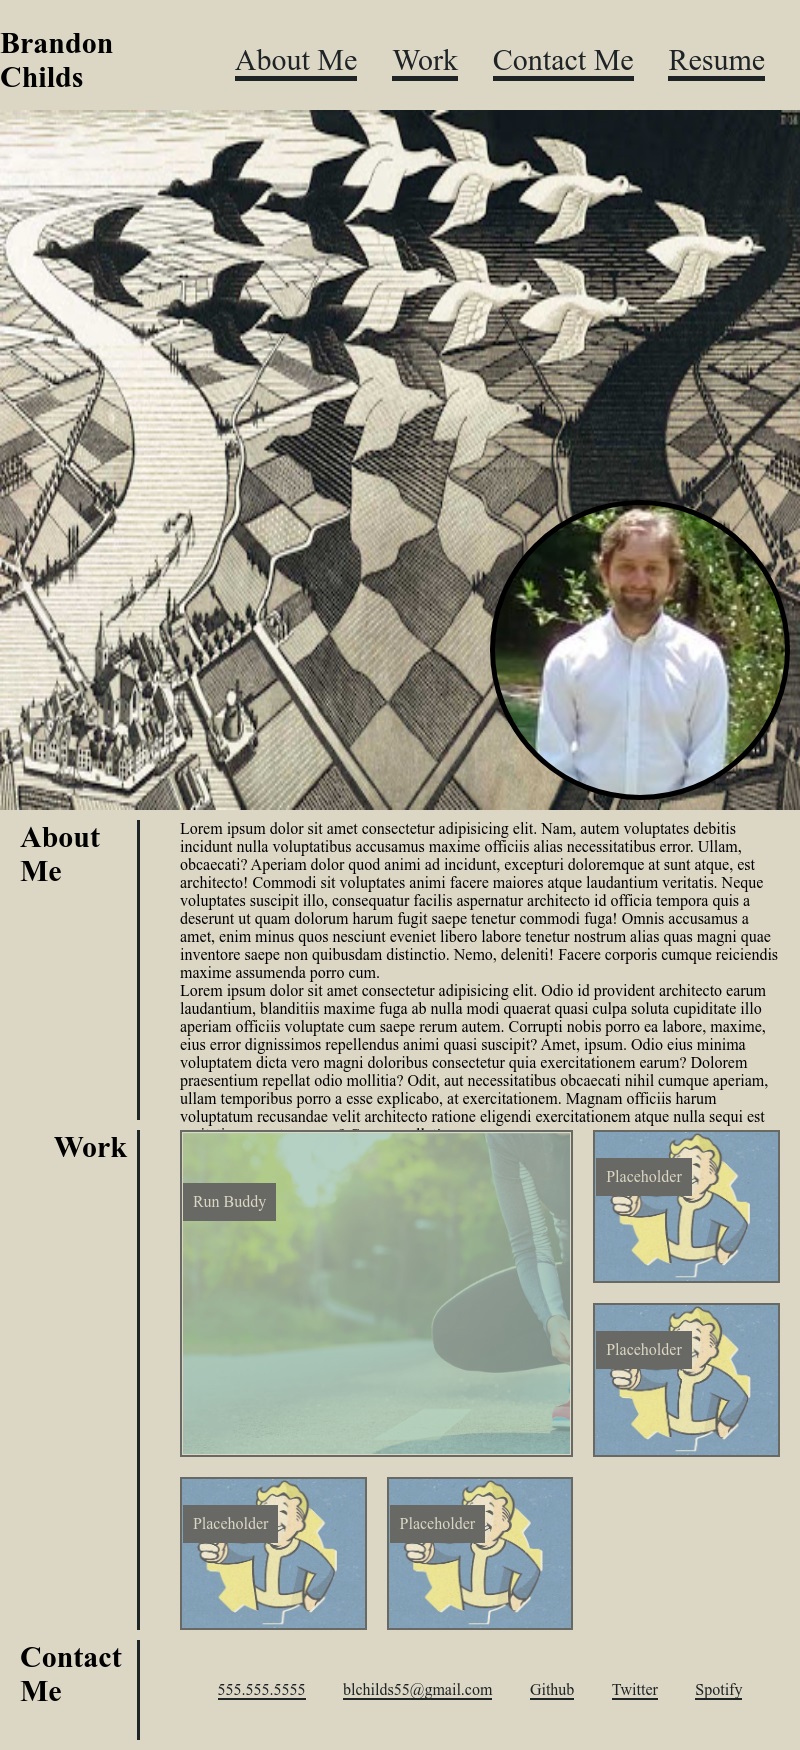 Brandon
Childs
About Me Work Contact Me Resume
About
Me
Lorem ipsum dolor sit amet consectetur adipisicing elit. Nam, autem voluptates debitis
incidunt nulla voluptatibus accusamus maxime officiis alias necessitatibus error. Ullam,
obcaecati? Aperiam dolor quod animi ad incidunt, excepturi doloremque at sunt atque, est
architecto! Commodi sit voluptates animi facere maiores atque laudantium veritatis. Neque
voluptates suscipit illo, consequatur facilis aspernatur architecto id officia tempora quis a
deserunt ut quam dolorum harum fugit saepe tenetur commodi fuga! Omnis accusamus a
amet, enim minus quos nesciunt eveniet libero labore tenetur nostrum alias quas magni quae
inventore saepe non quibusdam distinctio. Nemo, deleniti! Facere corporis cumque reiciendis
maxime assumenda porro cum.
Lorem ipsum dolor sit amet consectetur adipisicing elit. Odio id provident architecto earum
laudantium, blanditiis maxime fuga ab nulla modi quaerat quasi culpa soluta cupiditate illo
aperiam officiis voluptate cum saepe rerum autem. Corrupti nobis porro ea labore, maxime,
eius error dignissimos repellendus animi quasi suscipit? Amet, ipsum. Odio eius minima
voluptatem dicta vero magni doloribus consectetur quia exercitationem earum? Dolorem
praesentium repellat odio mollitia? Odit, aut necessitatibus obcaecati nihil cumque aperiam,
ullam temporibus porro a esse explicabo, at exercitationem. Magnam officiis harum
voluptatum recusandae velit architecto ratione eligendi exercitationem atque nulla sequi est
Work
Run Buddy
Placeholder
Placeholder
Placeholder
Placeholder
Contact
Me
555.555.5555 blchilds55@gmail.com Github Twitter Spotify